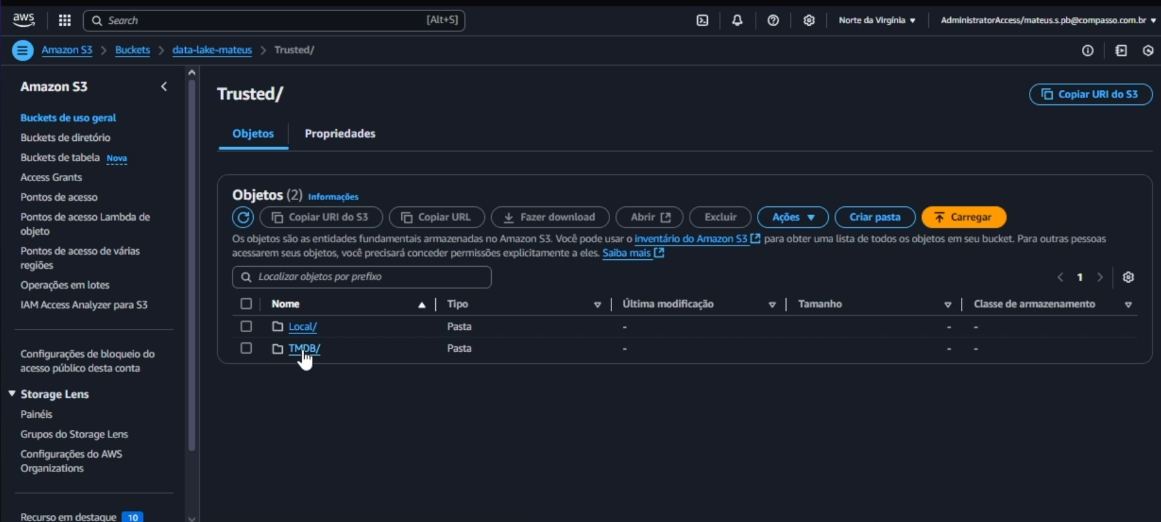 aws
Search
[Alt+S]
Norte da Virgínia ▼
AdministratorAccess/mateus.s.pb@compasso.com.br ▼
Amazon S3 > Buckets > data-lake-mateus > Trusted/
Amazon S3
Buckets de uso geral
Buckets de diretório
Buckets de tabela Nova
Access Grants
Pontos de acesso
Pontos de acesso Lambda de
objeto
Pontos de acesso de várias
regiões
Operações em lotes
IAM Access Analyzer para S3
Configurações de bloqueio do
acesso público desta conta
▼ Storage Lens
Painéis
Grupos do Storage Lens
Configurações do AWS
Organizations
Recurso em destaque 10
Trusted/
Copiar URI do S3
Objetos
Propriedades
Objetos (2) Informações
Copiar URI do S3
Copiar URL
Fazer download
Abrir
Excluir
Ações ▼
Criar pasta
Carregar
Os objetos são as entidades fundamentais armazenadas no Amazon S3. Você pode usar o inventário do Amazon S3 para obter uma lista de todos os objetos em seu bucket. Para outras pessoas
acessarem seus objetos, você precisará conceder permissões explicitamente a eles. Saiba mais
Localizar objetos por prefixo
< 1 >
Nome ▲ | Tipo | Última modificação | Tamanho | Classe de armazenamento
Local/ Pasta - - -
TMDB/ Pasta - - -